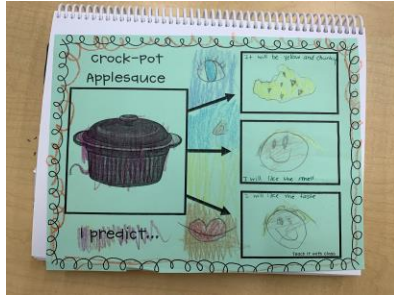 Crock-Pot
Applesauce
I predict...
It will be yellow and chunky
I will like the smell
I will like the taste